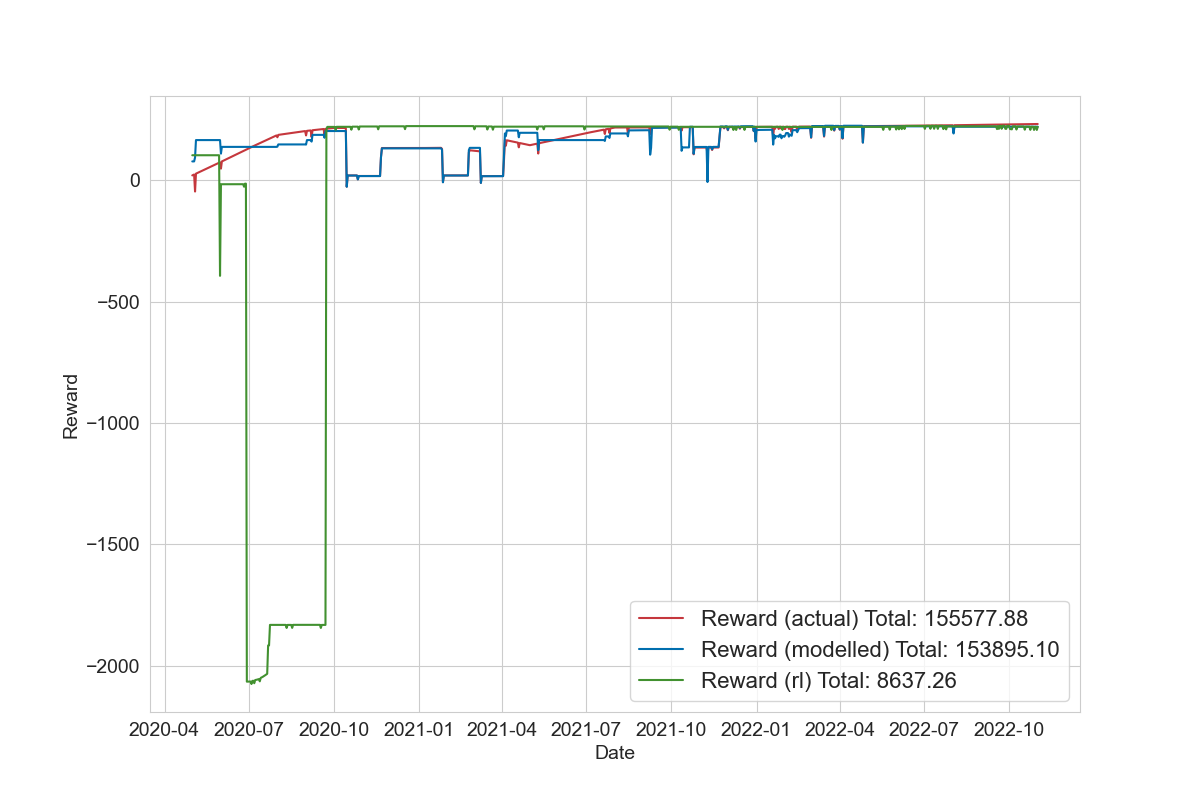 0
−500
−1000
−1500
−2000
Reward
Reward (actual) Total: 155577.88
Reward (modelled) Total: 153895.10
Reward (rl) Total: 8637.26
2020-04 2020-07 2020-10 2021-01 2021-04 2021-07 2021-10 2022-01 2022-04 2022-07 2022-10
Date